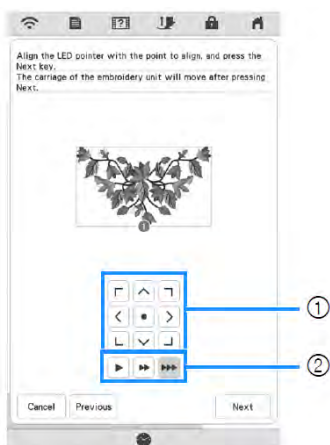 Align the LED pointer with the point to align, and press the
Next key.
The carriage of the embroidery unit will move after pressing
Next.
①
②
Cancel Previous Next